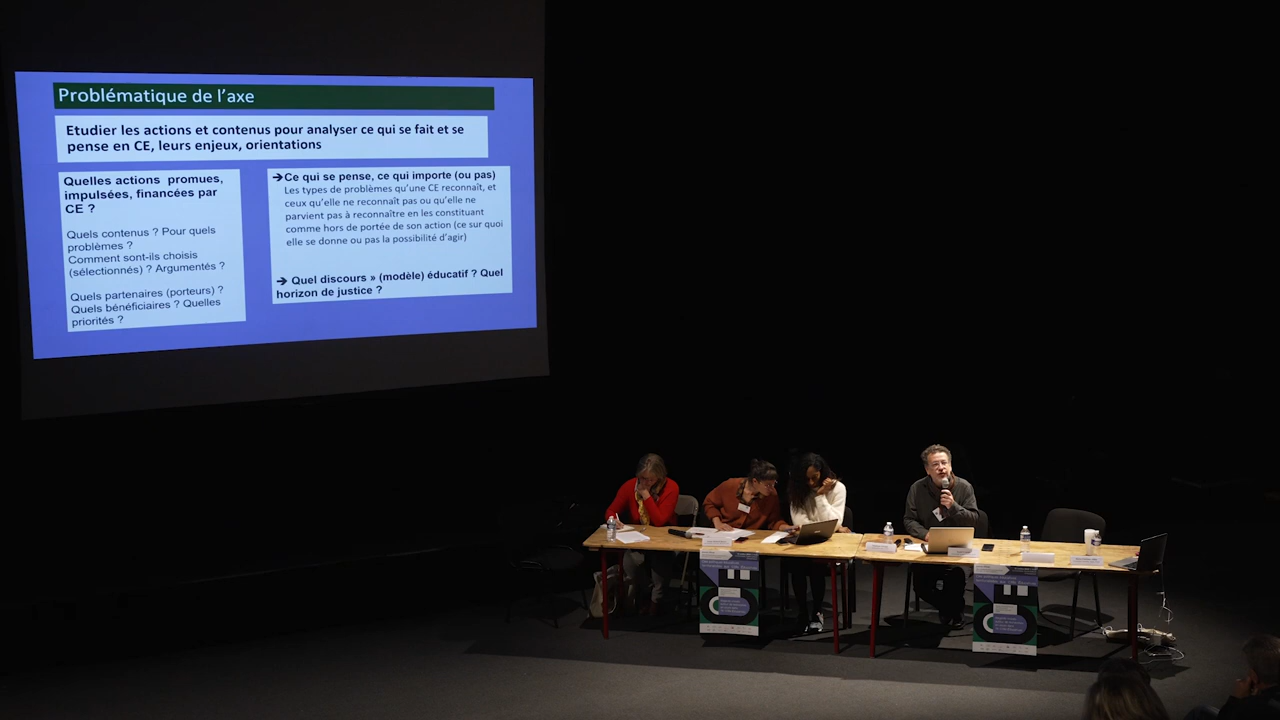 Problématique de l'axe
Etudier les actions et contenus pour analyser ce qui se fait et se
pense en CE, leurs enjeux, orientations
Quelles actions promues,
impulsées, financées par
CE ?
Quels contenus ? Pour quels
problèmes ?
Comment sont-ils choisis
(sélectionnés) ? Argumentés ?
Quels partenaires (porteurs) ?
Quels bénéficiaires ? Quelles
priorités ?
➔Ce qui se pense, ce qui importe (ou pas)
Les types de problèmes qu'une CE reconnaît, et
ceux qu'elle ne reconnaît pas ou qu'elle ne
parvient pas à reconnaître en les constituant
comme hors de portée de son action (ce sur quoi
elle se donne ou pas la possibilité d'agir)
➔ Quel discours » (modèle) éducatif ? Quel
horizon de justice ?